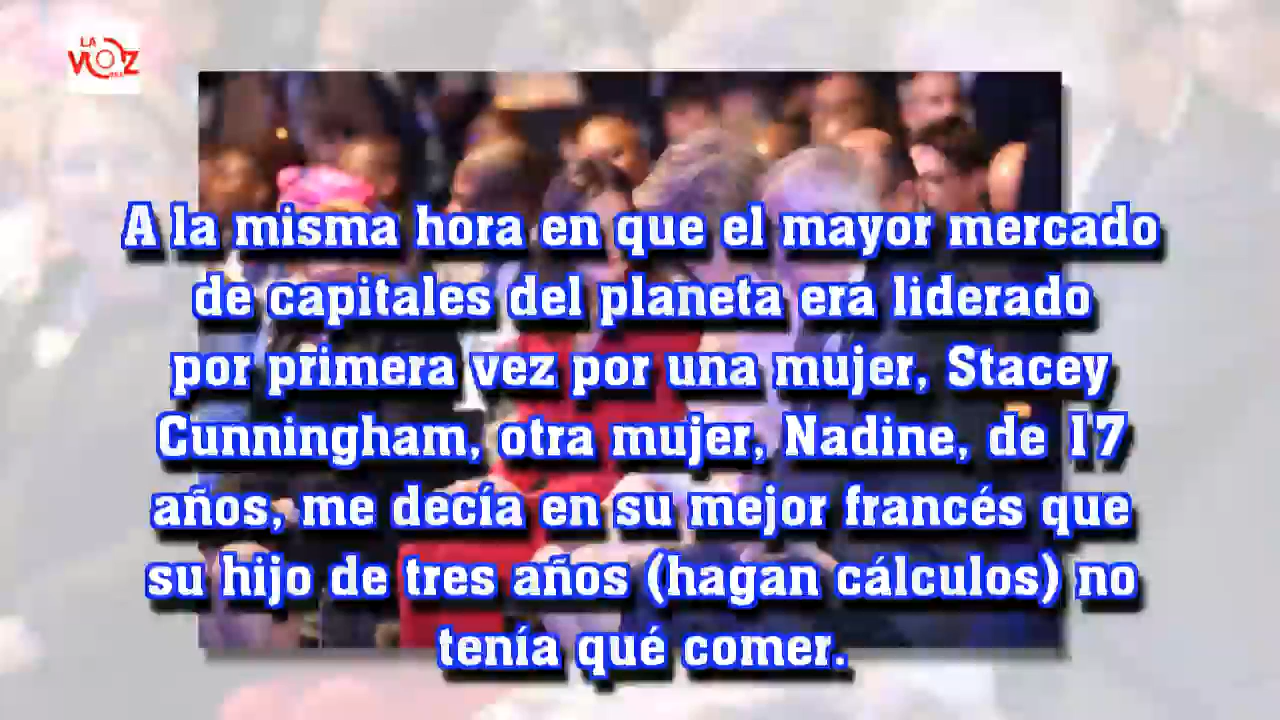 LA
VOZ
A la misma hora en que el mayor mercado
de capitales del planeta era liderado
por primera vez por una mujer, Stacey
Cunningham, otra mujer, Nadine, de 17
años, me decía en su mejor francés que
su hijo de tres años (hagan cálculos) no
tenía qué comer.